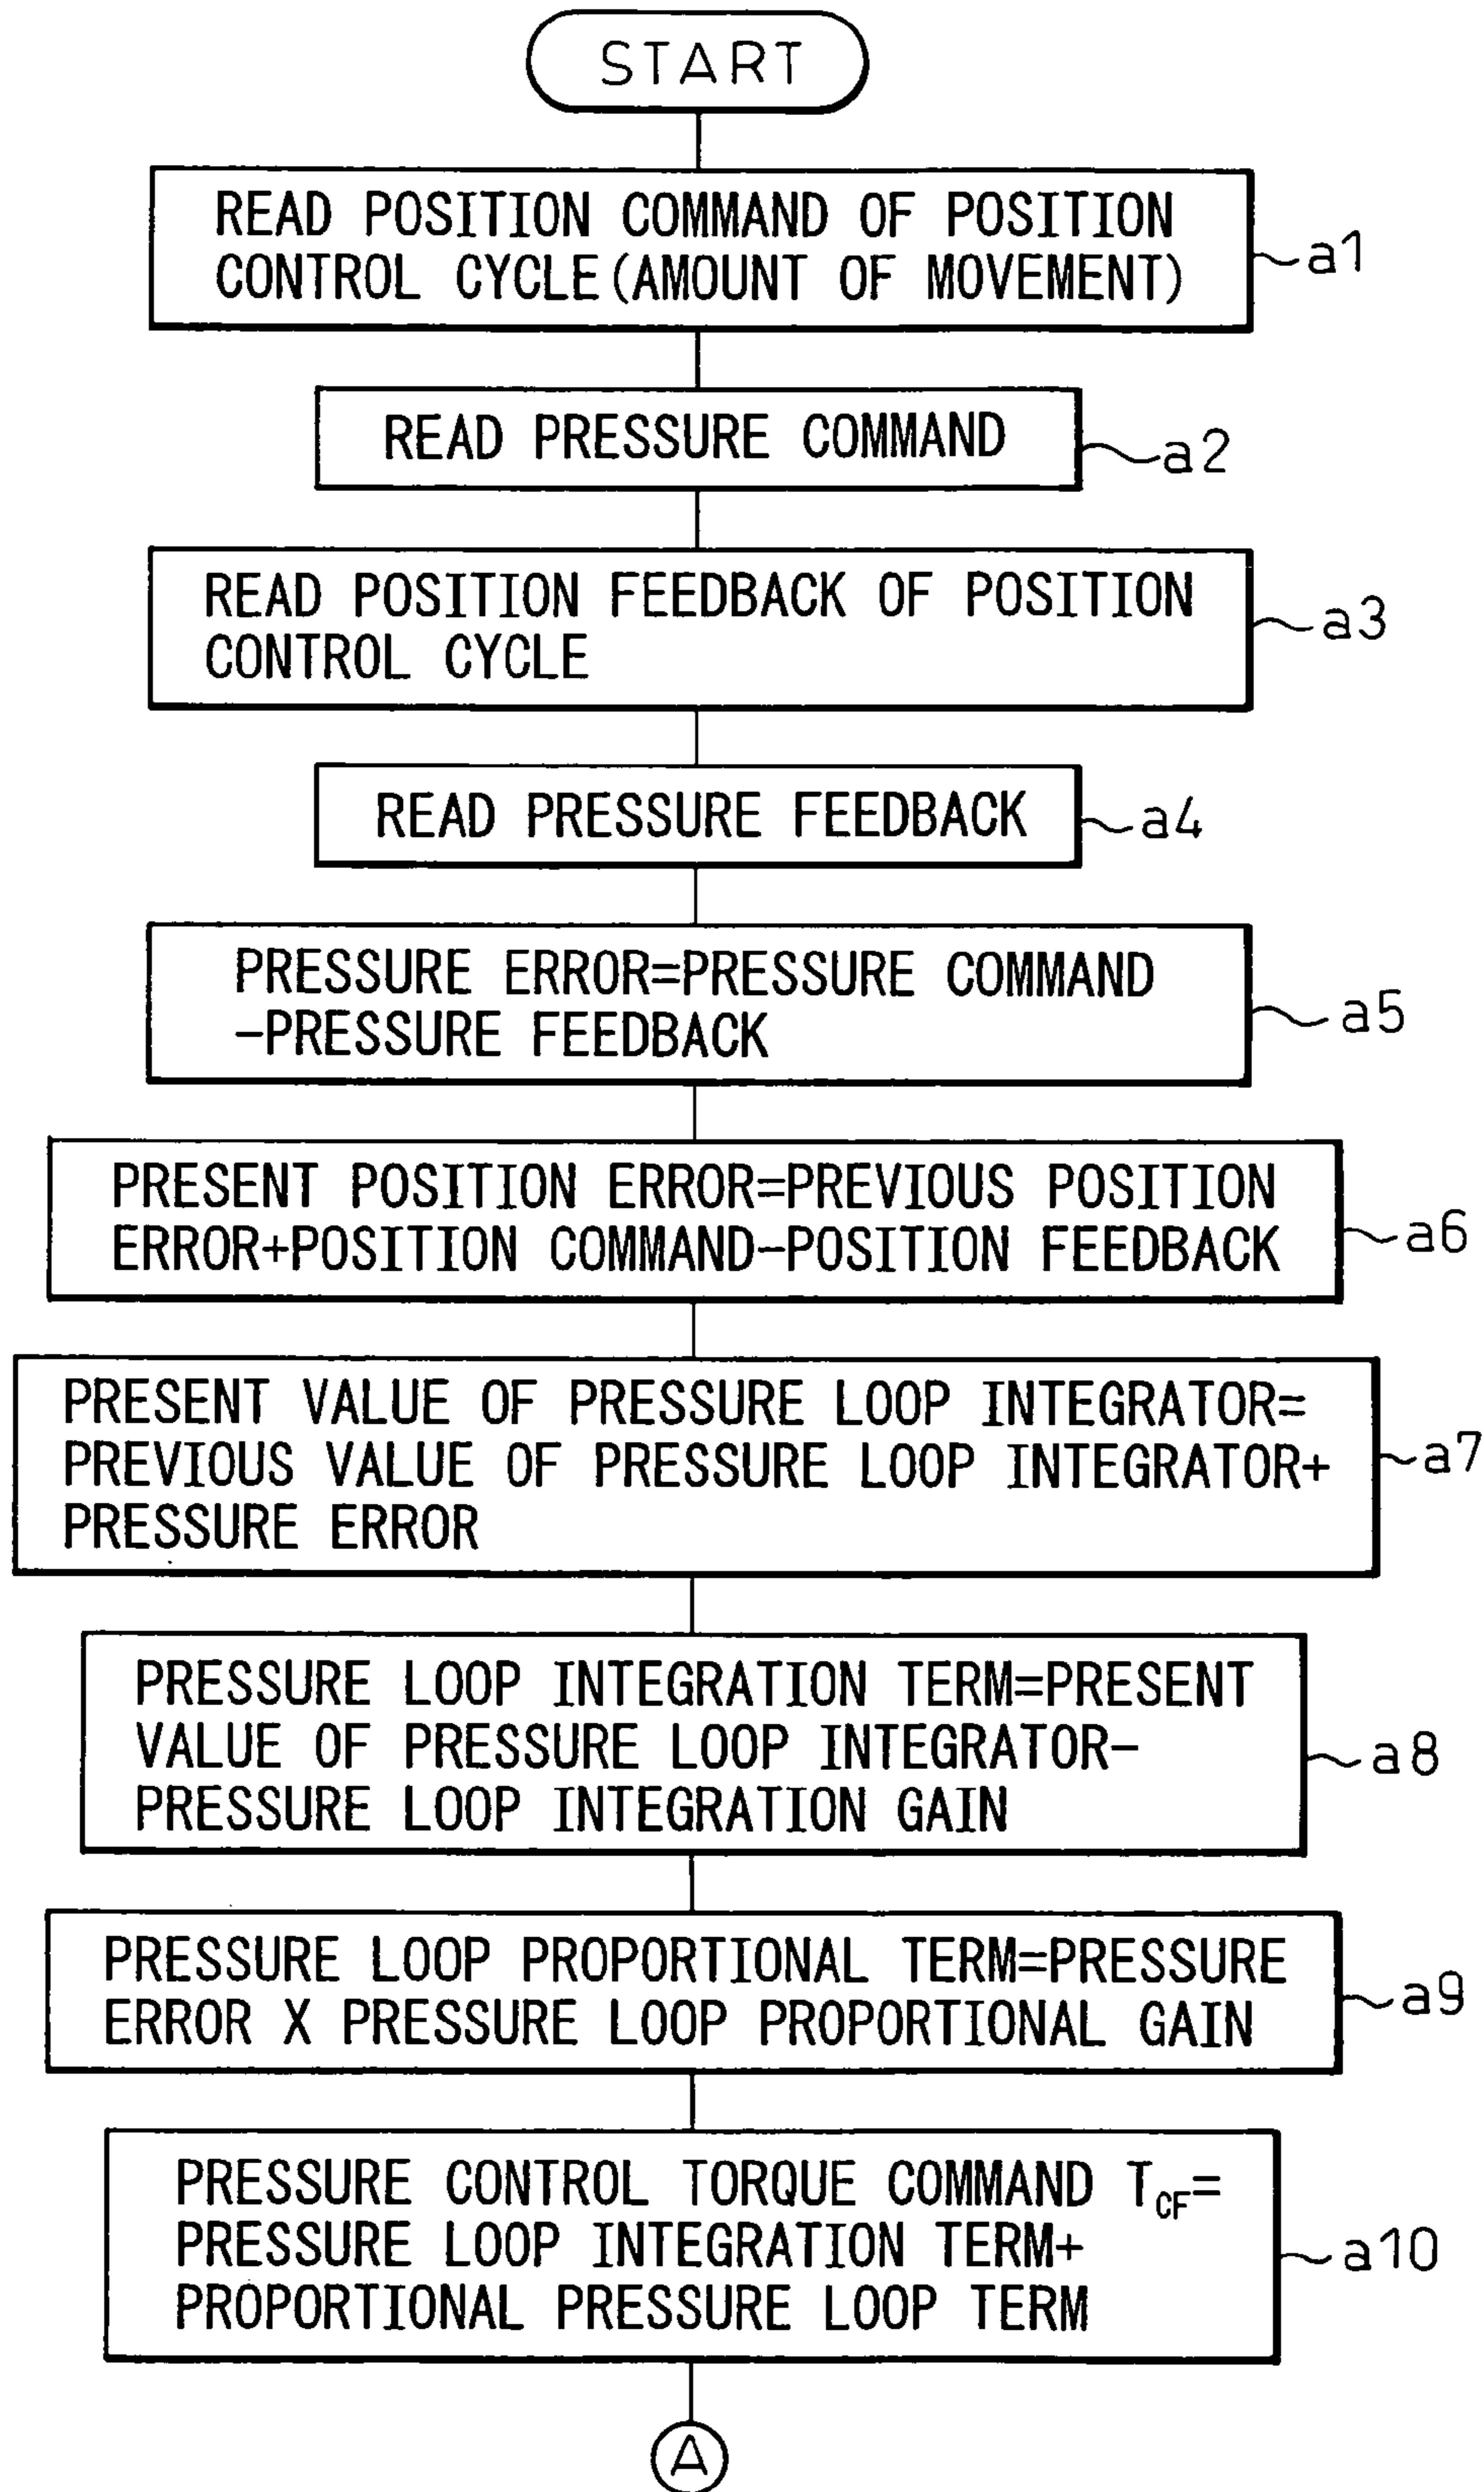 START
READ POSITION COMMAND OF POSITION
CONTROL CYCLE(AMOUNT OF MOVEMENT)
a1
READ PRESSURE COMMAND
a2
READ POSITION FEEDBACK OF POSITION
CONTROL CYCLE
a3
READ PRESSURE FEEDBACK
a4
PRESSURE ERROR=PRESSURE COMMAND
-PRESSURE FEEDBACK
a5
PRESENT POSITION ERROR=PREVIOUS POSITION
ERROR+POSITION COMMAND-POSITION FEEDBACK
a6
PRESENT VALUE OF PRESSURE LOOP INTEGRATOR=
PREVIOUS VALUE OF PRESSURE LOOP INTEGRATOR+
PRESSURE ERROR
a7
PRESSURE LOOP INTEGRATION TERM=PRESENT
VALUE OF PRESSURE LOOP INTEGRATOR-
PRESSURE LOOP INTEGRATION GAIN
a8
PRESSURE LOOP PROPORTIONAL TERM=PRESSURE
ERROR X PRESSURE LOOP PROPORTIONAL GAIN
a9
PRESSURE CONTROL TORQUE COMMAND TCF=
PRESSURE LOOP INTEGRATION TERM+
PROPORTIONAL PRESSURE LOOP TERM
a10
A